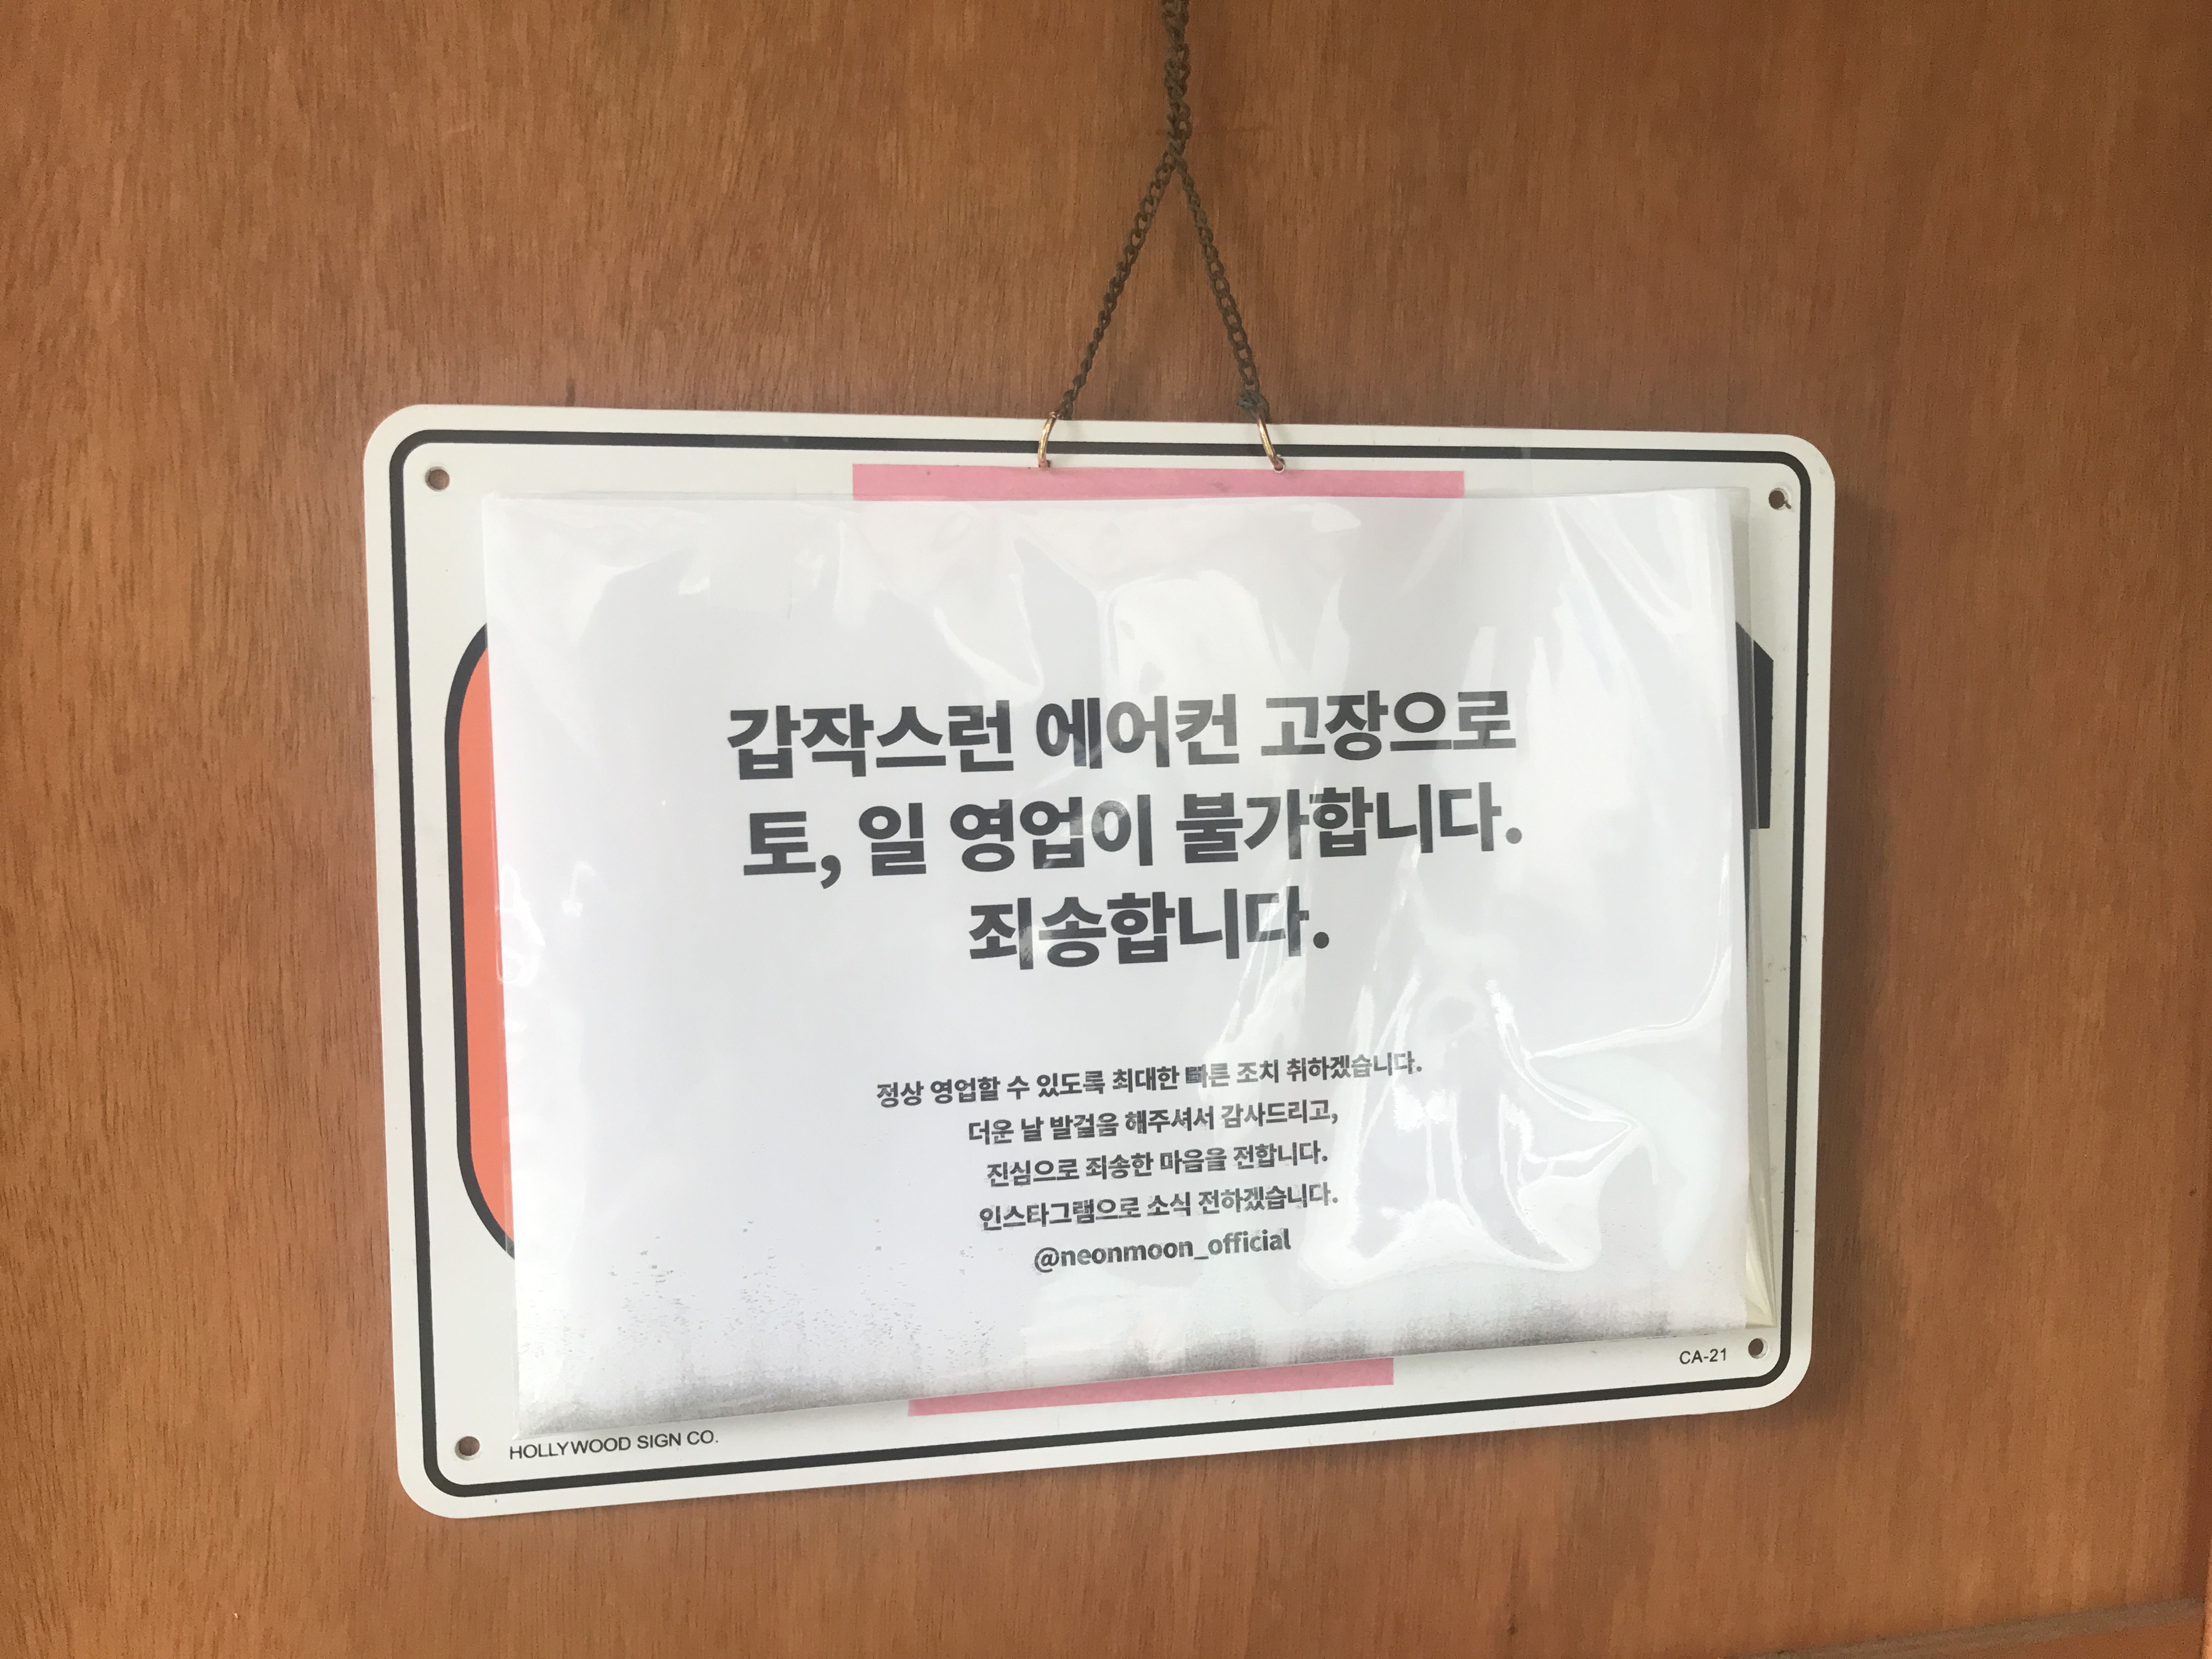 갑작스런 에어컨 고장으로
토, 일 영업이 불가합니다.
죄송합니다.
정상 영업할 수 있도록 최대한 빠른 조치 취하겠습니다.
더운 날 발걸음 해주셔서 감사드리고,
진심으로 죄송한 마음을 전합니다.
인스타그램으로 소식 전하겠습니다.
@neonmoon_official
CA-21
HOLLYWOOD SIGN CO.